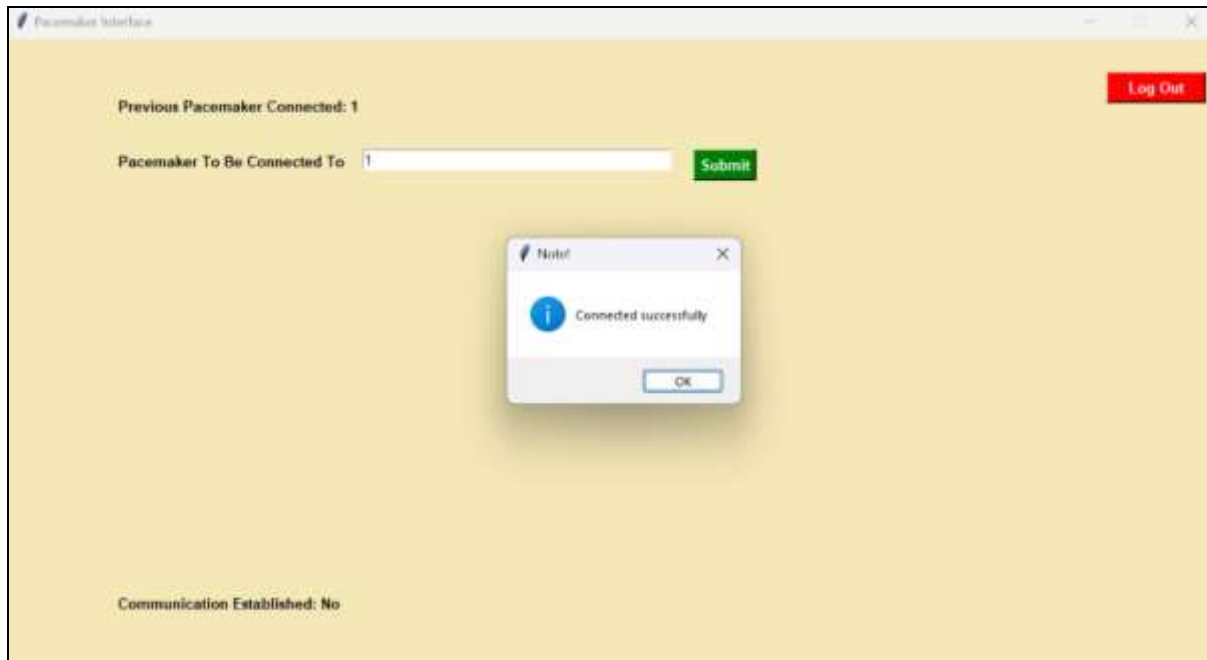 Pacemaker Interface
Log Out
Previous Pacemaker Connected: 1
Pacemaker To Be Connected To 1 Submit
Note!
Connected successfully
OK
Communication Established: No